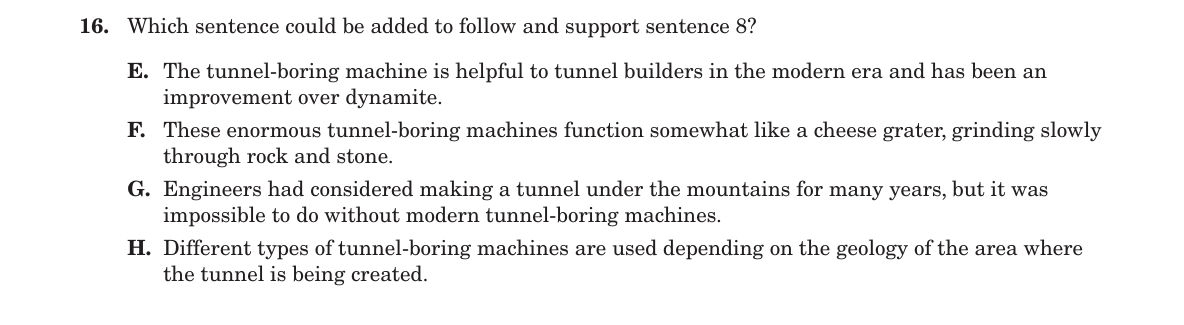 16. Which sentence could be added to follow and support sentence 8?
E. The tunnel-boring machine is helpful to tunnel builders in the modern era and has been an
improvement over dynamite.
F. These enormous tunnel-boring machines function somewhat like a cheese grater, grinding slowly
through rock and stone.
G. Engineers had considered making a tunnel under the mountains for many years, but it was
impossible to do without modern tunnel-boring machines.
H. Different types of tunnel-boring machines are used depending on the geology of the area where
the tunnel is being created.